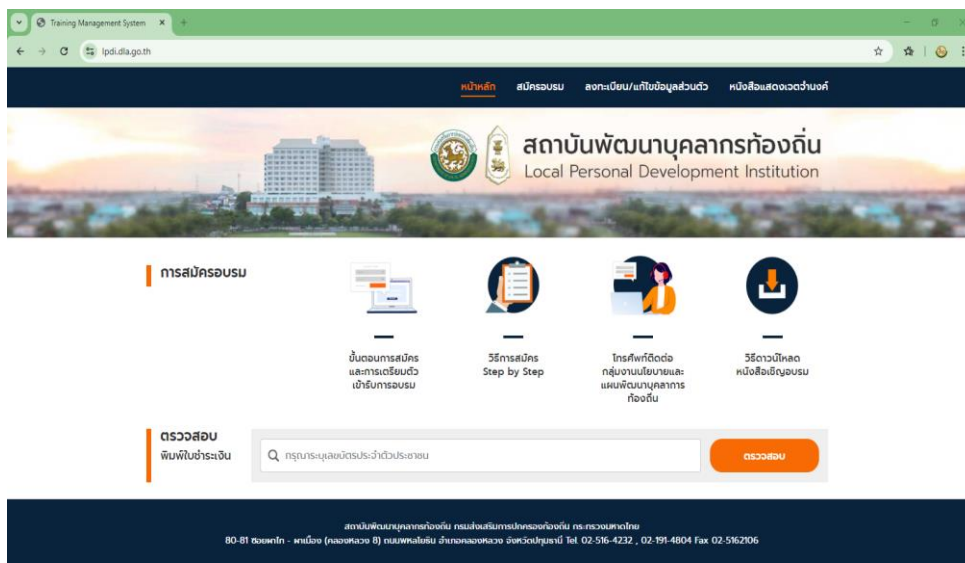 Training Management System
lpdi.dla.go.th
หน้าหลัก สมัครอบรม ลงทะเบียน/แก้ไขข้อมูลส่วนตัว หนังสือแสดงเจตจำนงค์
สถาบันพัฒนาบุคลากรท้องถิ่น
Local Personal Development Institution
การสมัครอบรม
ขั้นตอนการสมัคร
และการเตรียมตัว
เข้ารับการอบรม
วิธีการสมัคร
Step by Step
โทรศัพท์ติดต่อ
กลุ่มงานนโยบายและ
แผนพัฒนาบุคลาการ
ท้องถิ่น
วิธีดาวน์โหลด
หนังสือเชิญอบรม
ตรวจสอบ
พิมพ์ใบชำระเงิน
กรุณาระบุเลขบัตรประจำตัวประชาชน
ตรวจสอบ
สถาบันพัฒนาบุคลากรท้องถิ่น กรมส่งเสริมการปกครองท้องถิ่น กระทรวงมหาดไทย
80-81 ซอยผาโก - ผาเมือง (คลองหลวง 8) ถนนพหลโยธิน อำเภอคลองหลวง จังหวัดปทุมธานี Tel. 02-516-4232 , 02-191-4804 Fax 02-5162106